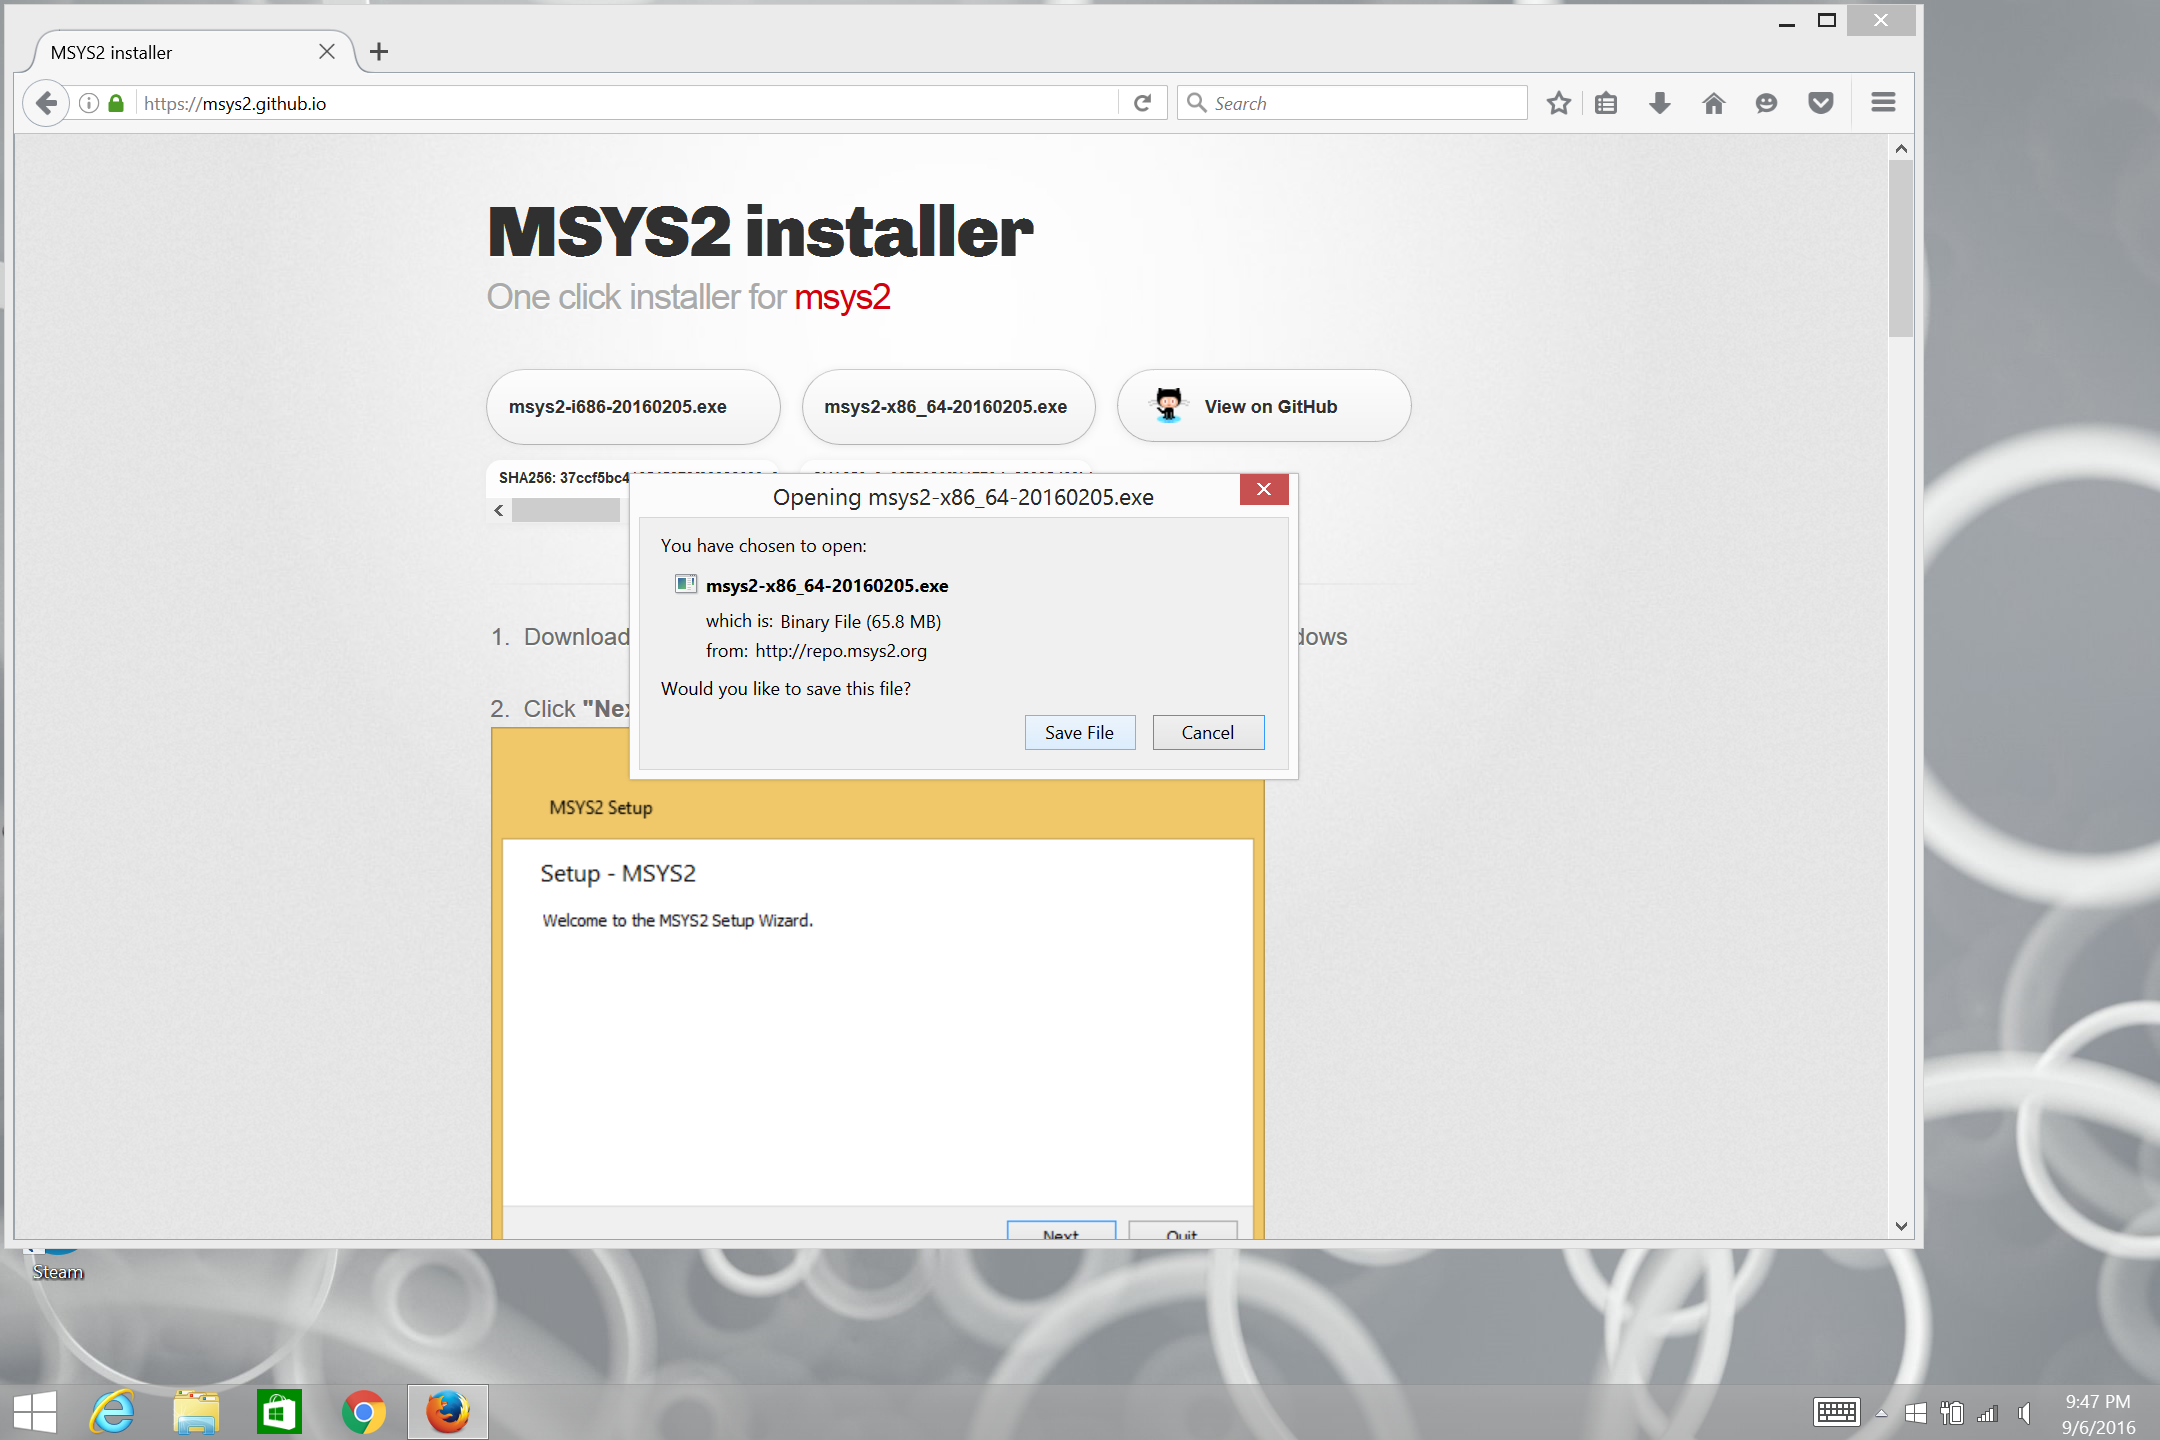 MSYS2 installer
https://msys2.github.io
Search
MSYS2 installer
One click installer for msys2
msys2-i686-20160205.exe
msys2-x86_64-20160205.exe
View on GitHub
SHA256: 37ccf5bc4
Opening msys2-x86_64-20160205.exe
You have chosen to open:
msys2-x86_64-20160205.exe
which is: Binary File (65.8 MB)
from: http://repo.msys2.org
Would you like to save this file?
Save File
Cancel
1. Download
dows
2. Click "Nex
MSYS2 Setup
Setup - MSYS2
Welcome to the MSYS2 Setup Wizard.
Next
Quit
Steam
9:47 PM
9/6/2016